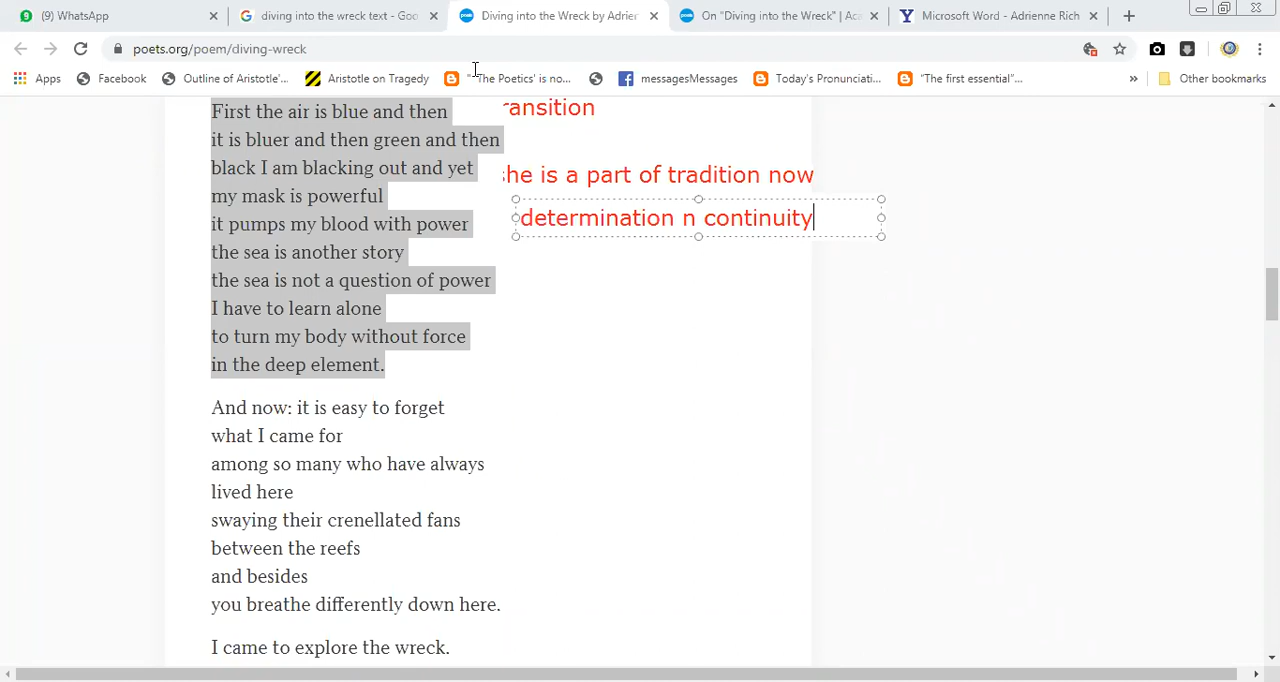 (9) WhatsApp
diving into the wreck text - Goo
Diving into the Wreck by Adrien
On "Diving into the Wreck" | Aca
Microsoft Word - Adrienne Rich
poets.org/poem/diving-wreck
Apps
Facebook
Outline of Aristotle'...
Aristotle on Tragedy
"'The Poetics' is no...
messagesMessages
Today's Pronunciati...
"The first essential"...
»
Other bookmarks
First the air is blue and then
ransition
it is bluer and then green and then
black I am blacking out and yet
she is a part of tradition now
my mask is powerful
determination n continuity
it pumps my blood with power
the sea is another story
the sea is not a question of power
I have to learn alone
to turn my body without force
in the deep element.
And now: it is easy to forget
what I came for
among so many who have always
lived here
swaying their crenellated fans
between the reefs
and besides
you breathe differently down here.
I came to explore the wreck.